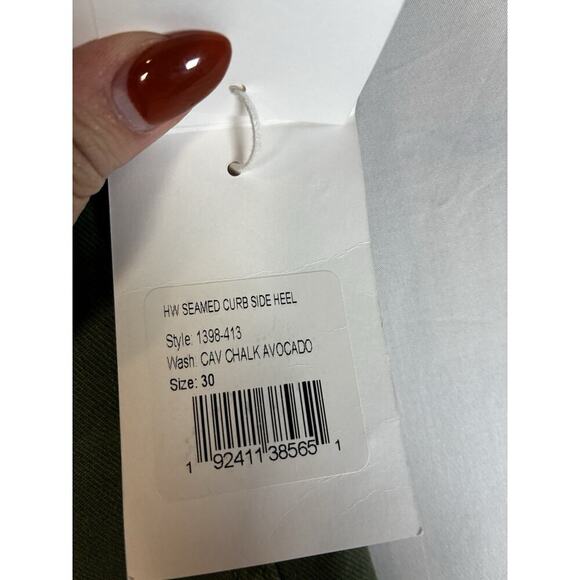 HW SEAMED CURB SIDE HEEL
Style: 1398-413
Wash: CAV CHALK AVOCADO
Size: 30
1 92411 38565 1